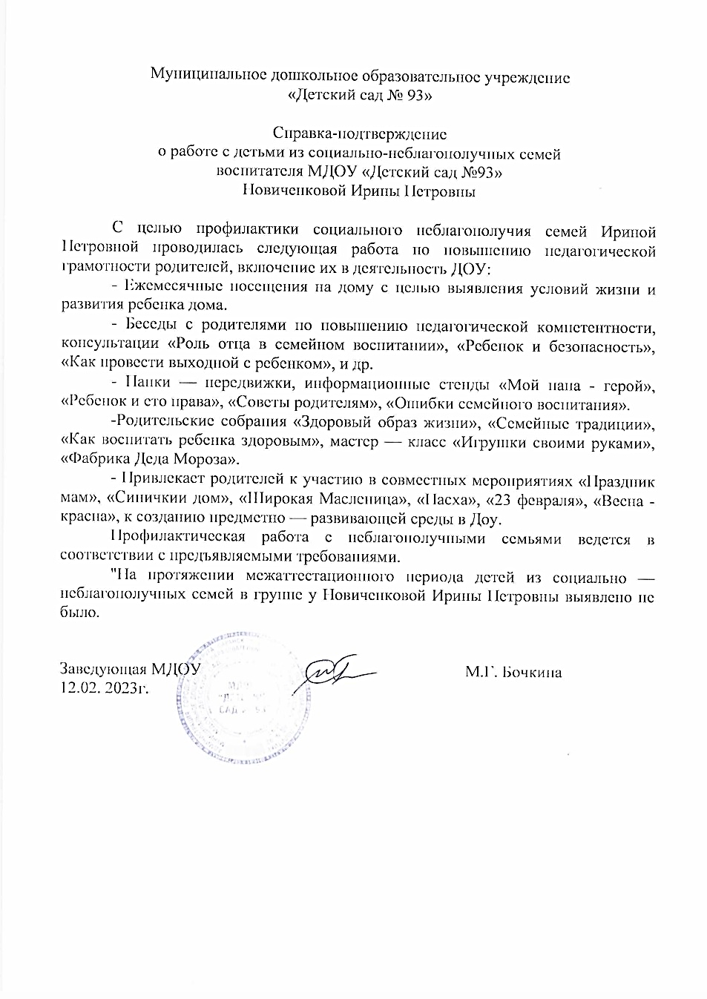 Муниципальное дошкольное образовательное учреждение
«Детский сад № 93»
Справка-подтверждение
о работе с детьми из социально-неблагополучных семей
воспитателя МДОУ «Детский сад №93»
Новиченковой Ирины Петровны
С целью профилактики социального неблагополучия семей Ириной
Петровной проводилась следующая работа по повышению педагогической
грамотности родителей, включение их в деятельность ДОУ:
- Ежемесячные посещения на дому с целью выявления условий жизни и
развития ребенка дома.
- Беседы с родителями по повышению педагогической компетентности,
консультации «Роль отца в семейном воспитании», «Ребенок и безопасность»,
«Как провести выходной с ребенком», и др.
- Папки — передвижки, информационные стенды «Мой папа - герой»,
«Ребенок и его права», «Советы родителям», «Ошибки семейного воспитания».
-Родительские собрания «Здоровый образ жизни», «Семейные традиции»,
«Как воспитать ребенка здоровым», мастер — класс «Игрушки своими руками»,
«Фабрика Деда Мороза».
- Привлекает родителей к участию в совместных мероприятиях «Праздник
мам», «Синичкин дом», «Широкая Масленица», «Пасха», «23 февраля», «Весна -
красна», к созданию предметно — развивающей среды в Доу.
Профилактическая работа с неблагополучными семьями ведется в
соответствии с предъявляемыми требованиями.
"На протяжении межаттестационного периода детей из социально —
неблагополучных семей в группе у Новиченковой Ирины Петровны выявлено не
было.
Заведующая МДОУ
М.Г. Бочкина
12.02. 2023г.